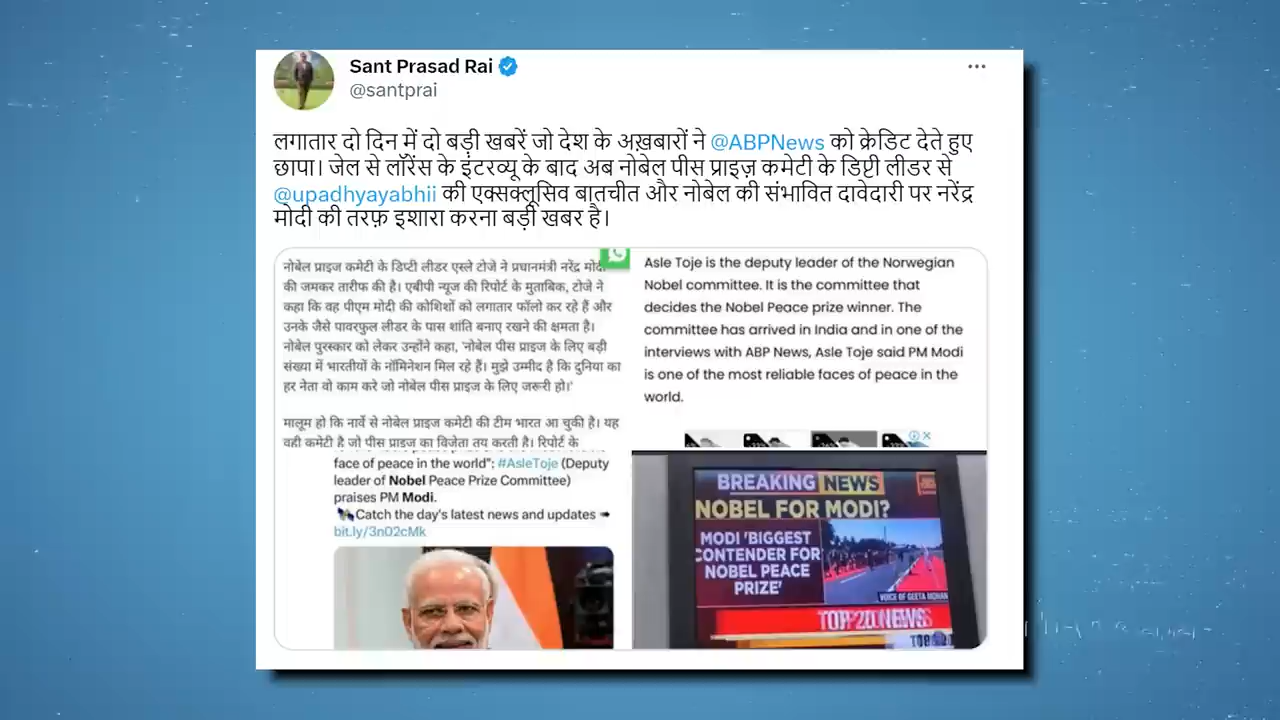 Sant Prasad Rai
@santprai
लगातार दो दिन में दो बड़ी खबरें जो देश के अख़बारों ने @ABPNews को क्रेडिट देते हुए
छापा। जेल से लॉरेंस के इंटरव्यू के बाद अब नोबेल पीस प्राइज़ कमेटी के डिप्टी लीडर से
@upadhyayabhii की एक्सक्लूसिव बातचीत और नोबेल की संभावित दावेदारी पर नरेंद्र
मोदी की तरफ़ इशारा करना बड़ी खबर है।
नोबेल प्राइज कमेटी के डिप्टी लीडर एस्ले टोजे ने प्रधानमंत्री नरेंद्र मोदी
की जमकर तारीफ की है। एबीपी न्यूज की रिपोर्ट के मुताबिक, टोजे ने
कहा कि वह पीएम मोदी की कोशिशों को लगातार फॉलो कर रहे हैं और
उनके जैसे पावरफुल लीडर के पास शांति बनाए रखने की क्षमता है।
नोबेल पुरस्कार को लेकर उन्होंने कहा, 'नोबेल पीस प्राइज के लिए बड़ी
संख्या में भारतीयों के नॉमिनेशन मिल रहे हैं। मुझे उम्मीद है कि दुनिया का
हर नेता वो काम करे जो नोबेल पीस प्राइज के लिए जरूरी हो।'
मालूम हो कि नार्वे से नोबेल प्राइज कमेटी की टीम भारत आ चुकी है। यह
वही कमेटी है जो पीस प्राइज का विजेता तय करती है। रिपोर्ट के
Asle Toje is the deputy leader of the Norwegian
Nobel committee. It is the committee that
decides the Nobel Peace prize winner. The
committee has arrived in India and in one of the
interviews with ABP News, Asle Toje said PM Modi
is one of the most reliable faces of peace in the
world.
face of peace in the world"; #AsleToje (Deputy
leader of Nobel Peace Prize Committee)
praises PM Modi.
Catch the day's latest news and updates ➡
bit.ly/3n02cMk
BREAKING NEWS
NOBEL FOR MODI?
MODI 'BIGGEST
CONTENDER FOR
NOBEL PEACE
PRIZE'
VOICE OF GEETA MOHAN
TOP 20 NEWS